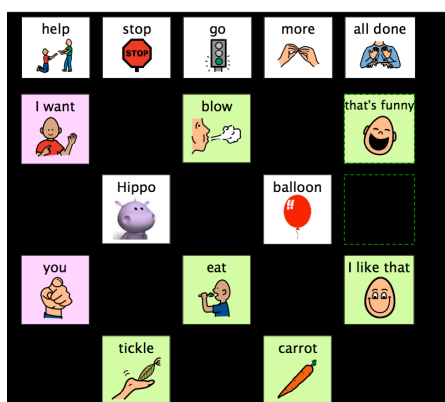 help stop go more all done
STOP
I want blow that's funny
Hippo balloon
you eat I like that
tickle carrot